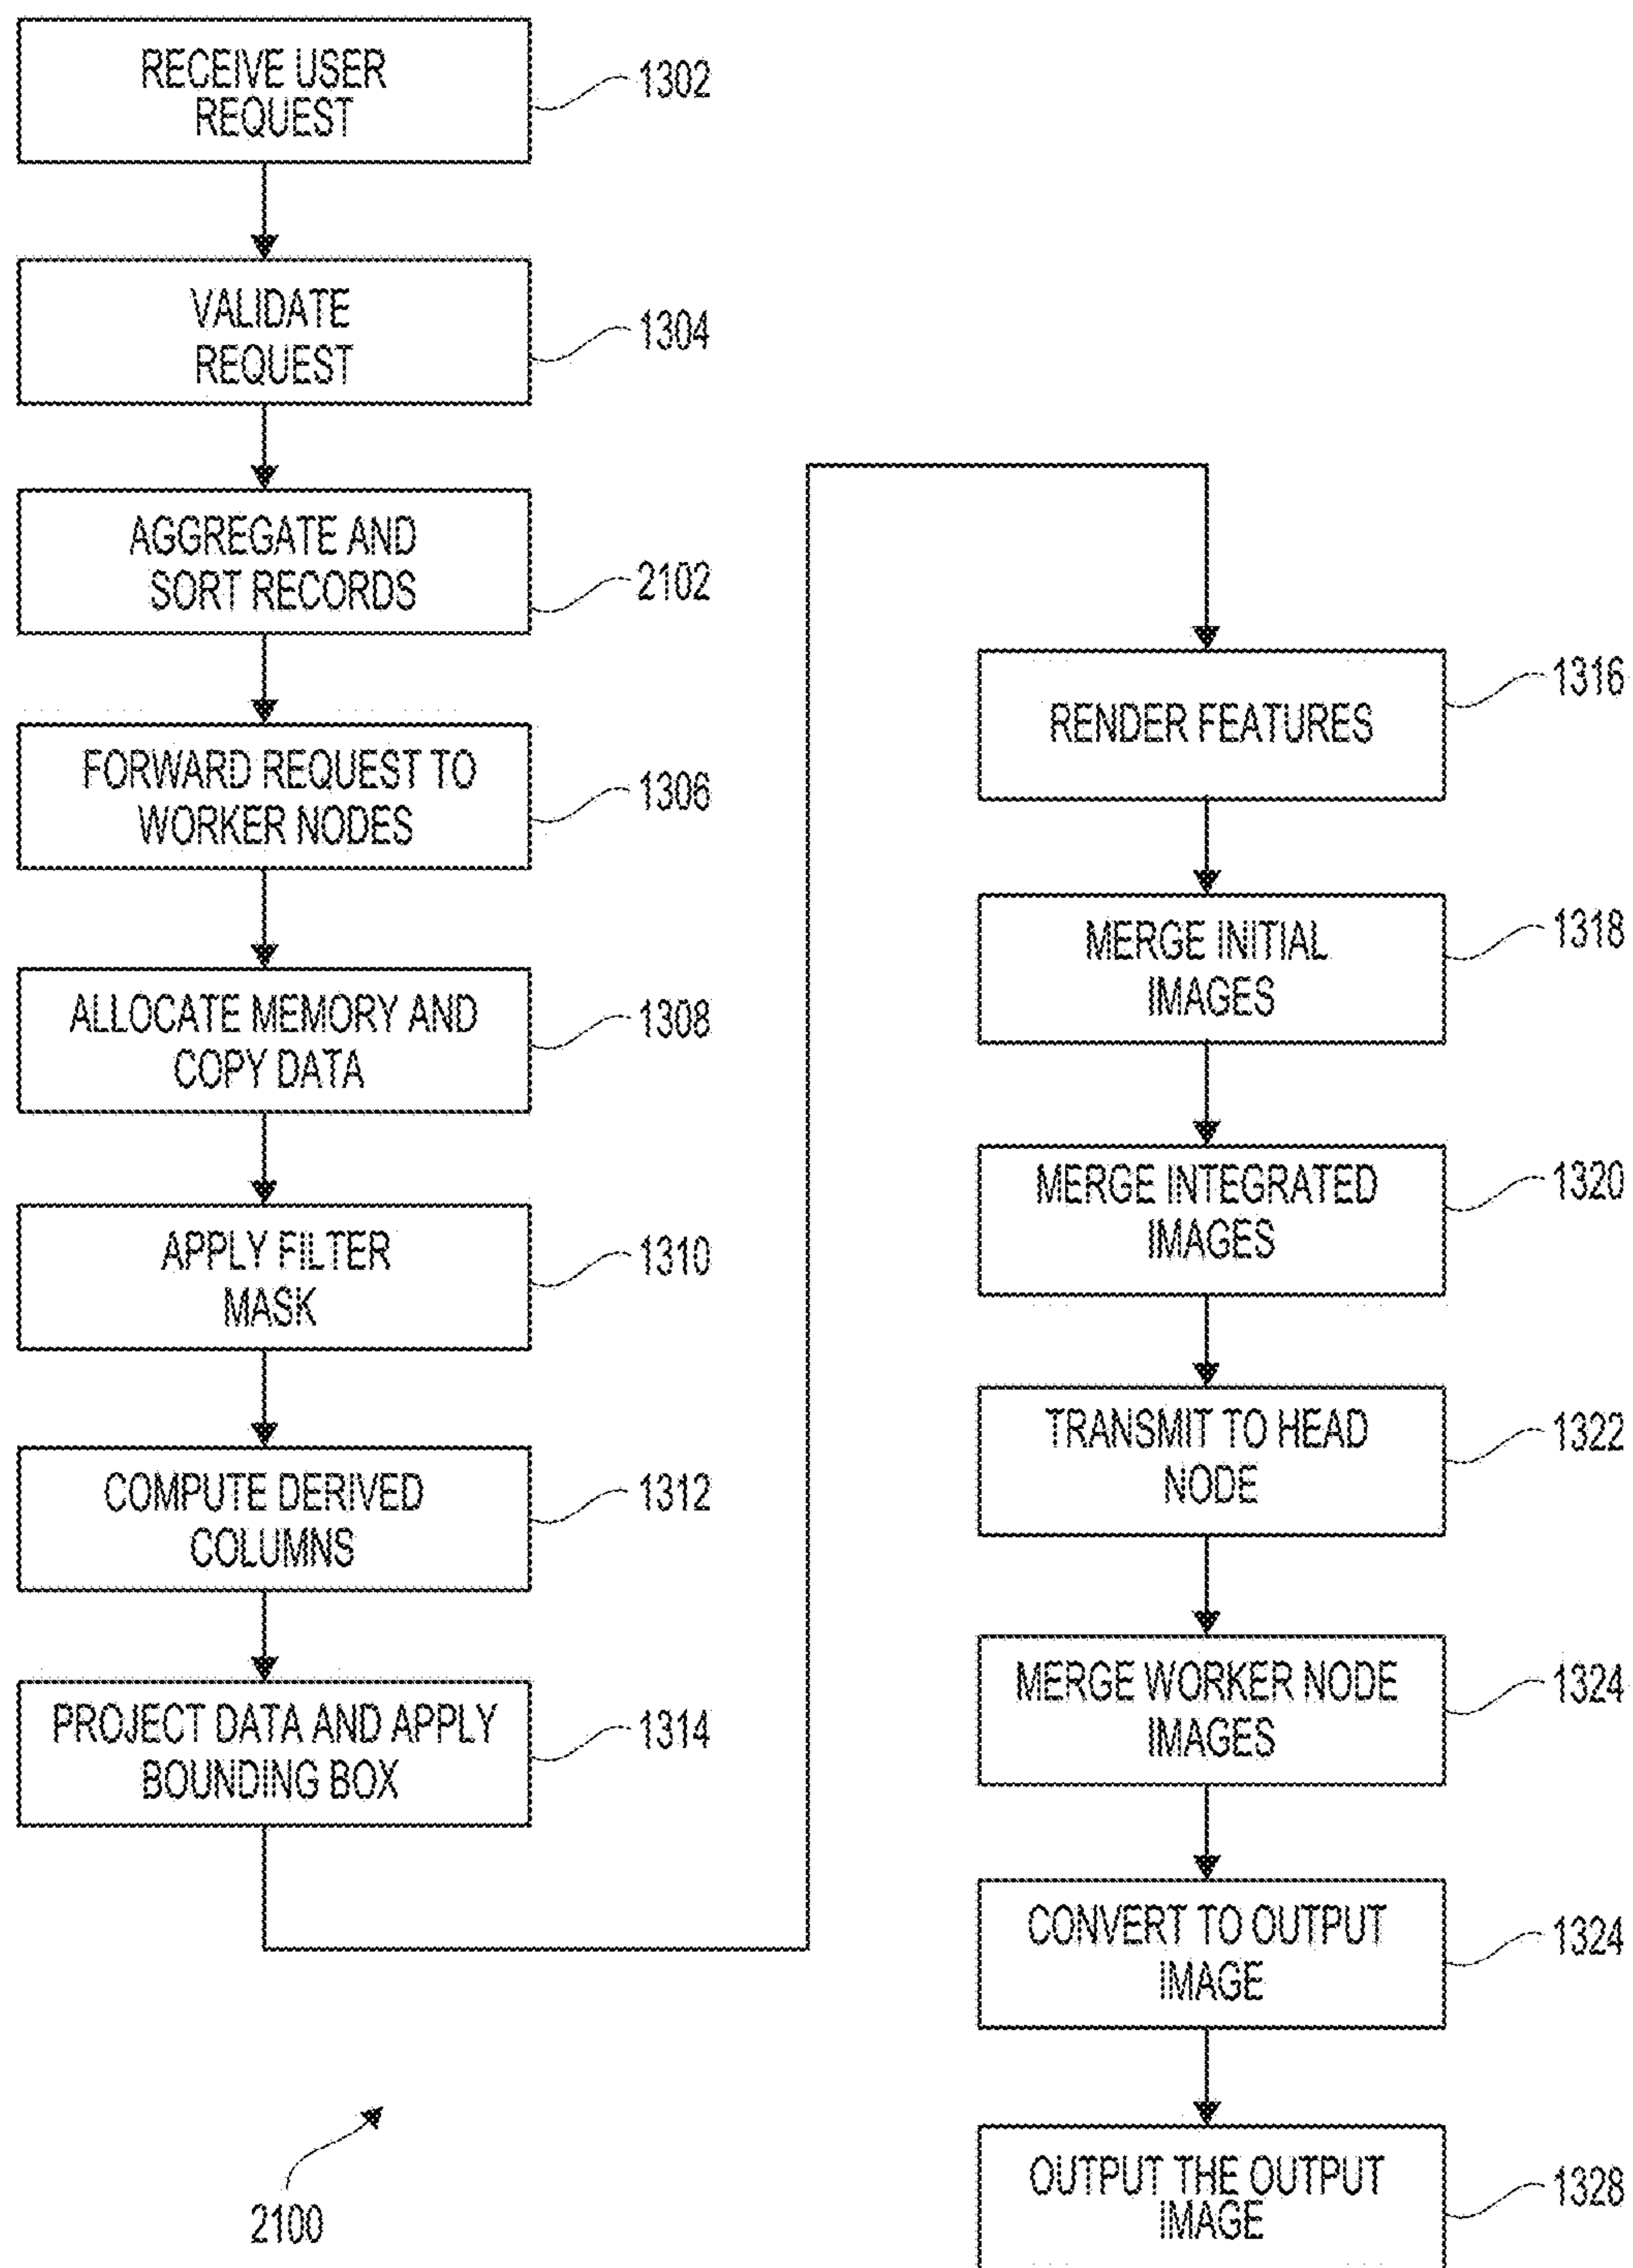 RECEIVE USER
REQUEST
1302
VALIDATE
REQUEST
1304
AGGREGATE AND
SORT RECORDS
2102
FORWARD REQUEST TO
WORKER NODES
1306
ALLOCATE MEMORY AND
COPY DATA
1308
APPLY FILTER
MASK
1310
COMPUTE DERIVED
COLUMNS
1312
PROJECT DATA AND APPLY
BOUNDING BOX
1314
2100
RENDER FEATURES
1316
MERGE INITIAL
IMAGES
1318
MERGE INTEGRATED
IMAGES
1320
TRANSMIT TO HEAD
NODE
1322
MERGE WORKER NODE
IMAGES
1324
CONVERT TO OUTPUT
IMAGE
1324
OUTPUT THE OUTPUT
IMAGE
1328